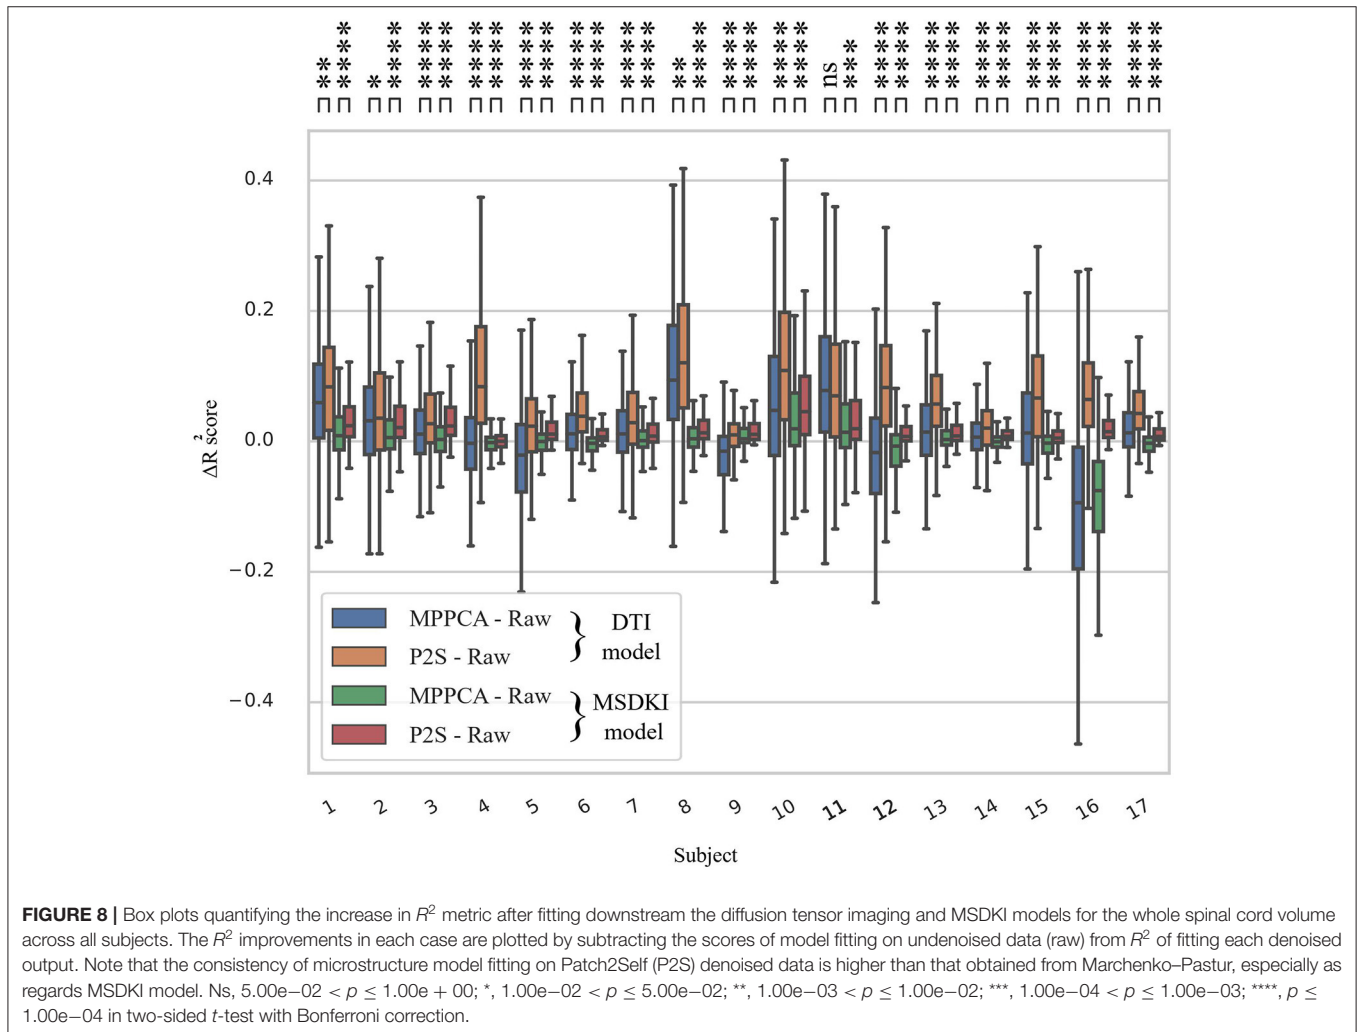 ** **** * **** **** **** **** **** **** **** **** **** **** **** ** **** **** **** **** **** ns *** **** **** **** **** **** **** **** **** **** **** **** ****
0.4
0.2
0.0
−0.2
−0.4
ΔR² score
MPPCA - Raw
P2S - Raw
} DTI
model
MPPCA - Raw
P2S - Raw
} MSDKI
model
1 2 3 4 5 6 7 8 9 10 11 12 13 14 15 16 17
Subject
FIGURE 8 | Box plots quantifying the increase in R² metric after fitting downstream the diffusion tensor imaging and MSDKI models for the whole spinal cord volume
across all subjects. The R² improvements in each case are plotted by subtracting the scores of model fitting on undenoised data (raw) from R² of fitting each denoised
output. Note that the consistency of microstructure model fitting on Patch2Self (P2S) denoised data is higher than that obtained from Marchenko–Pastur, especially as
regards MSDKI model. Ns, 5.00e−02 < p ≤ 1.00e + 00; *, 1.00e−02 < p ≤ 5.00e−02; **, 1.00e−03 < p ≤ 1.00e−02; ***, 1.00e−04 < p ≤ 1.00e−03; ****, p ≤
1.00e−04 in two-sided t-test with Bonferroni correction.